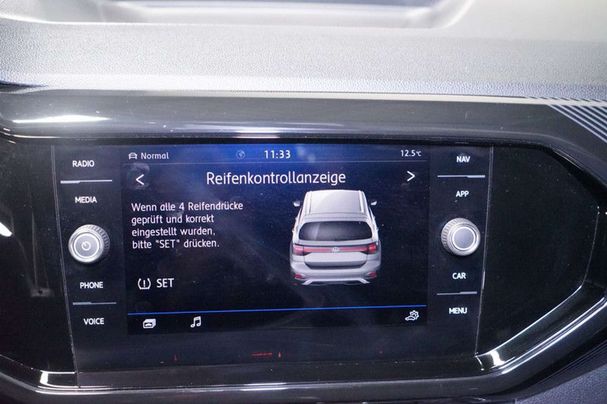 Normal 11:33 12.5°C
Reifenkontrollanzeige
Wenn alle 4 Reifendrücke
geprüft und korrekt
eingestellt wurden,
bitte "SET" drücken.
SET
RADIO
MEDIA
PHONE
VOICE
NAV
APP
CAR
MENU